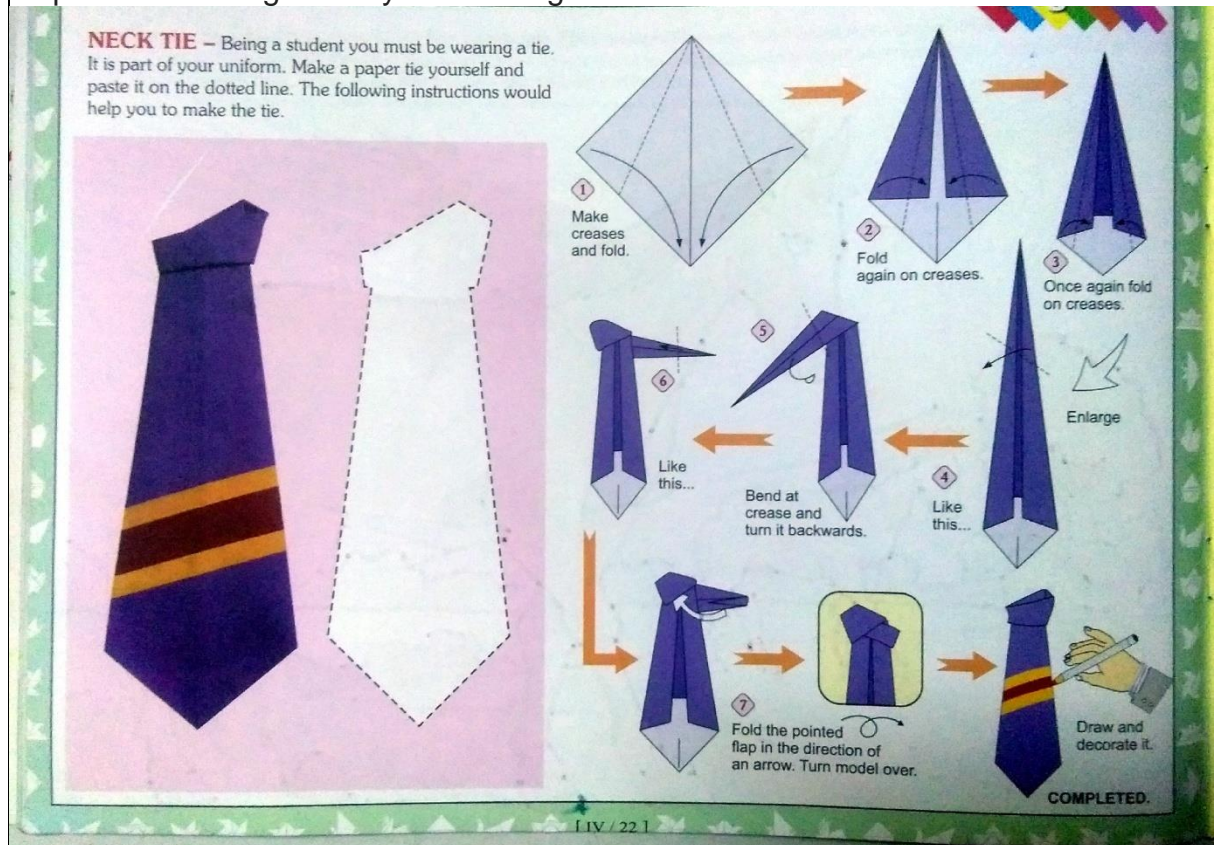 NECK TIE – Being a student you must be wearing a tie.
It is part of your uniform. Make a paper tie yourself and
paste it on the dotted line. The following instructions would
help you to make the tie.
1
Make
creases
and fold.
2
Fold
again on creases.
3
Once again fold
on creases.
Enlarge
4
Like
this...
5
Bend at
crease and
turn it backwards.
6
Like
this...
7
Fold the pointed
flap in the direction of
an arrow. Turn model over.
Draw and
decorate it.
COMPLETED.
[ IV / 22 ]